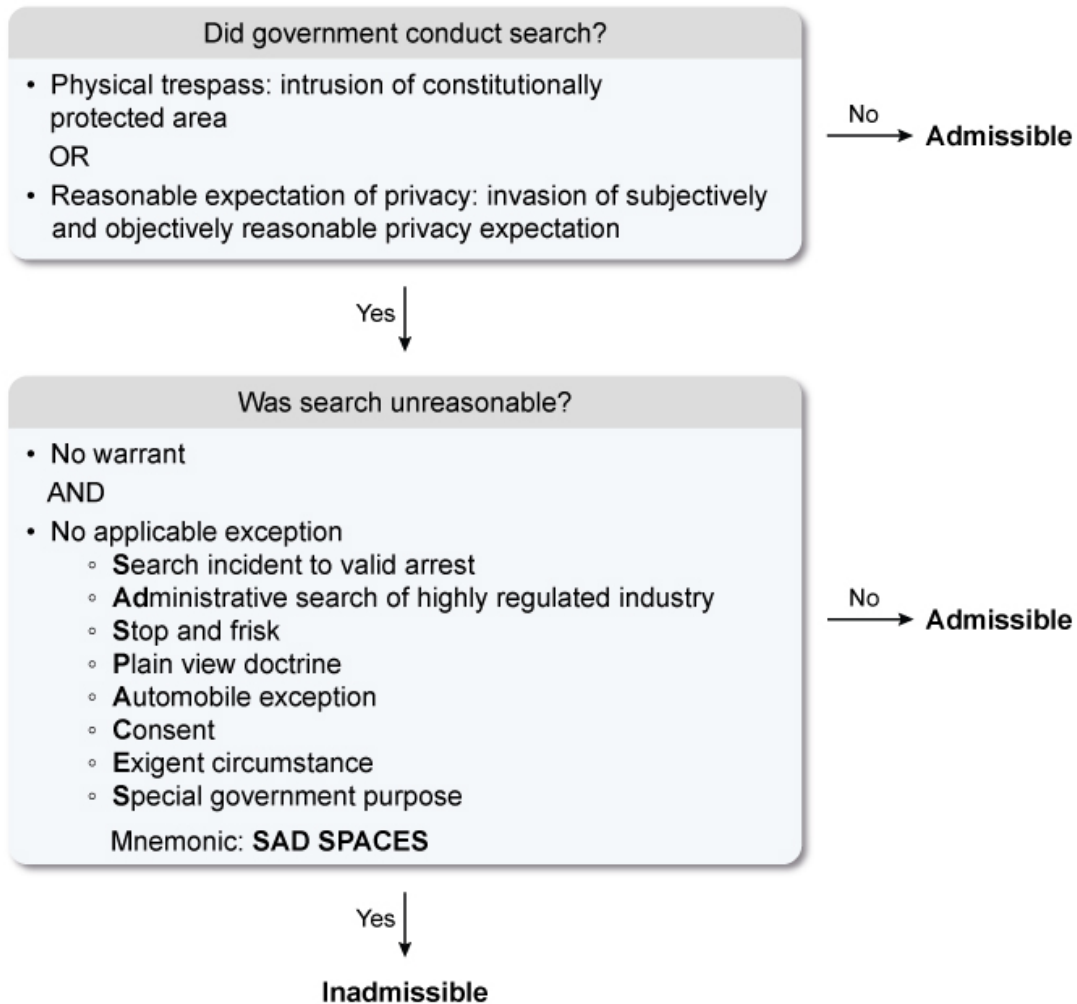 Did government conduct search?
• Physical trespass: intrusion of constitutionally
protected area
OR
• Reasonable expectation of privacy: invasion of subjectively
and objectively reasonable privacy expectation
No
Admissible
Yes
Was search unreasonable?
• No warrant
AND
• No applicable exception
◦ Search incident to valid arrest
◦ Administrative search of highly regulated industry
◦ Stop and frisk
◦ Plain view doctrine
◦ Automobile exception
◦ Consent
◦ Exigent circumstance
◦ Special government purpose
Mnemonic: SAD SPACES
No
Admissible
Yes
Inadmissible